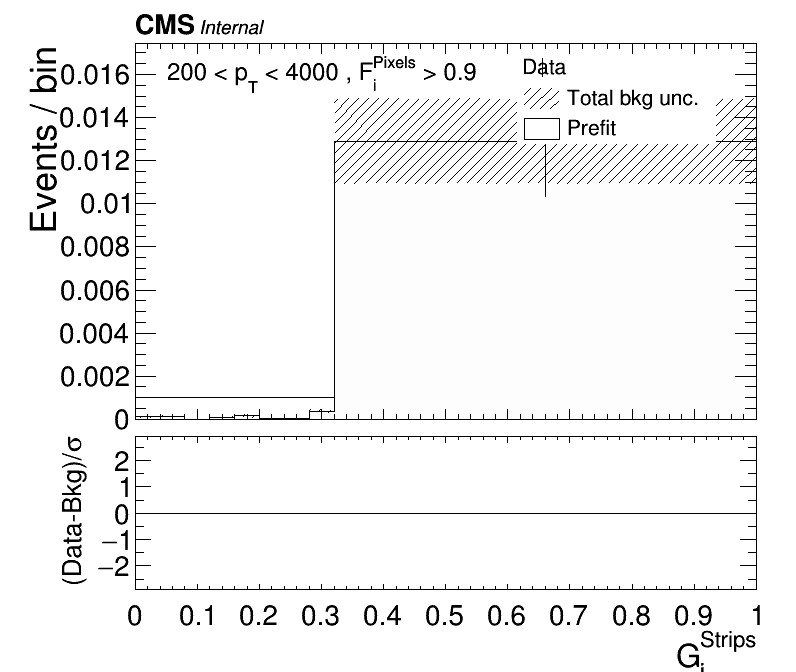 CMS Internal
200 < p_T < 4000 , F_i^Pixels > 0.9
Data
Total bkg unc.
Prefit
Events / bin
0.016
0.014
0.012
0.01
0.008
0.006
0.004
0.002
0
(Data-Bkg)/σ
2
1
0
−1
−2
0 0.1 0.2 0.3 0.4 0.5 0.6 0.7 0.8 0.9 1
G_i^Strips